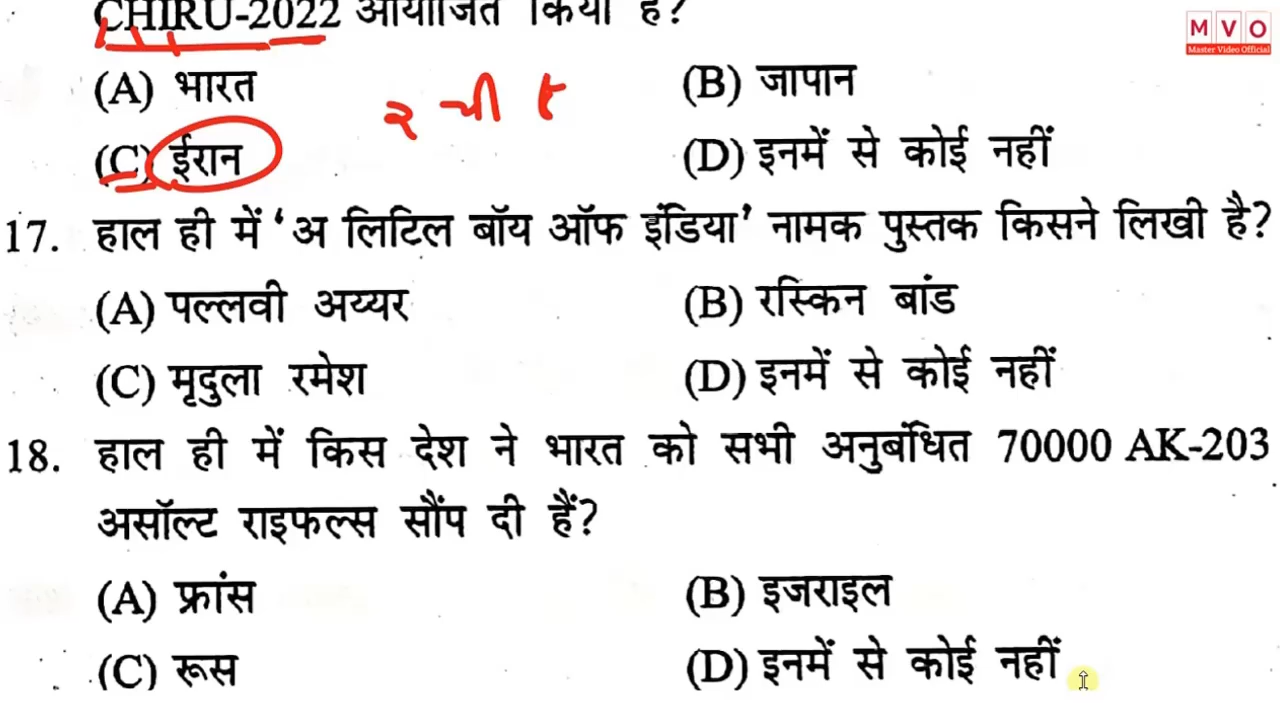 CHIRU-2022 आयोजित किया है?
M V O
Master Video Official
(A) भारत
(B) जापान
(C) ईरान
(D) इनमें से कोई नहीं
17. हाल ही में ‘अ लिटिल बॉय ऑफ इंडिया’ नामक पुस्तक किसने लिखी है?
(A) पल्लवी अय्यर
(B) रस्किन बांड
(C) मृदुला रमेश
(D) इनमें से कोई नहीं
18. हाल ही में किस देश ने भारत को सभी अनुबंधित 70000 AK-203
असॉल्ट राइफल्स सौंप दी हैं?
(A) फ्रांस
(B) इजराइल
(C) रूस
(D) इनमें से कोई नहीं